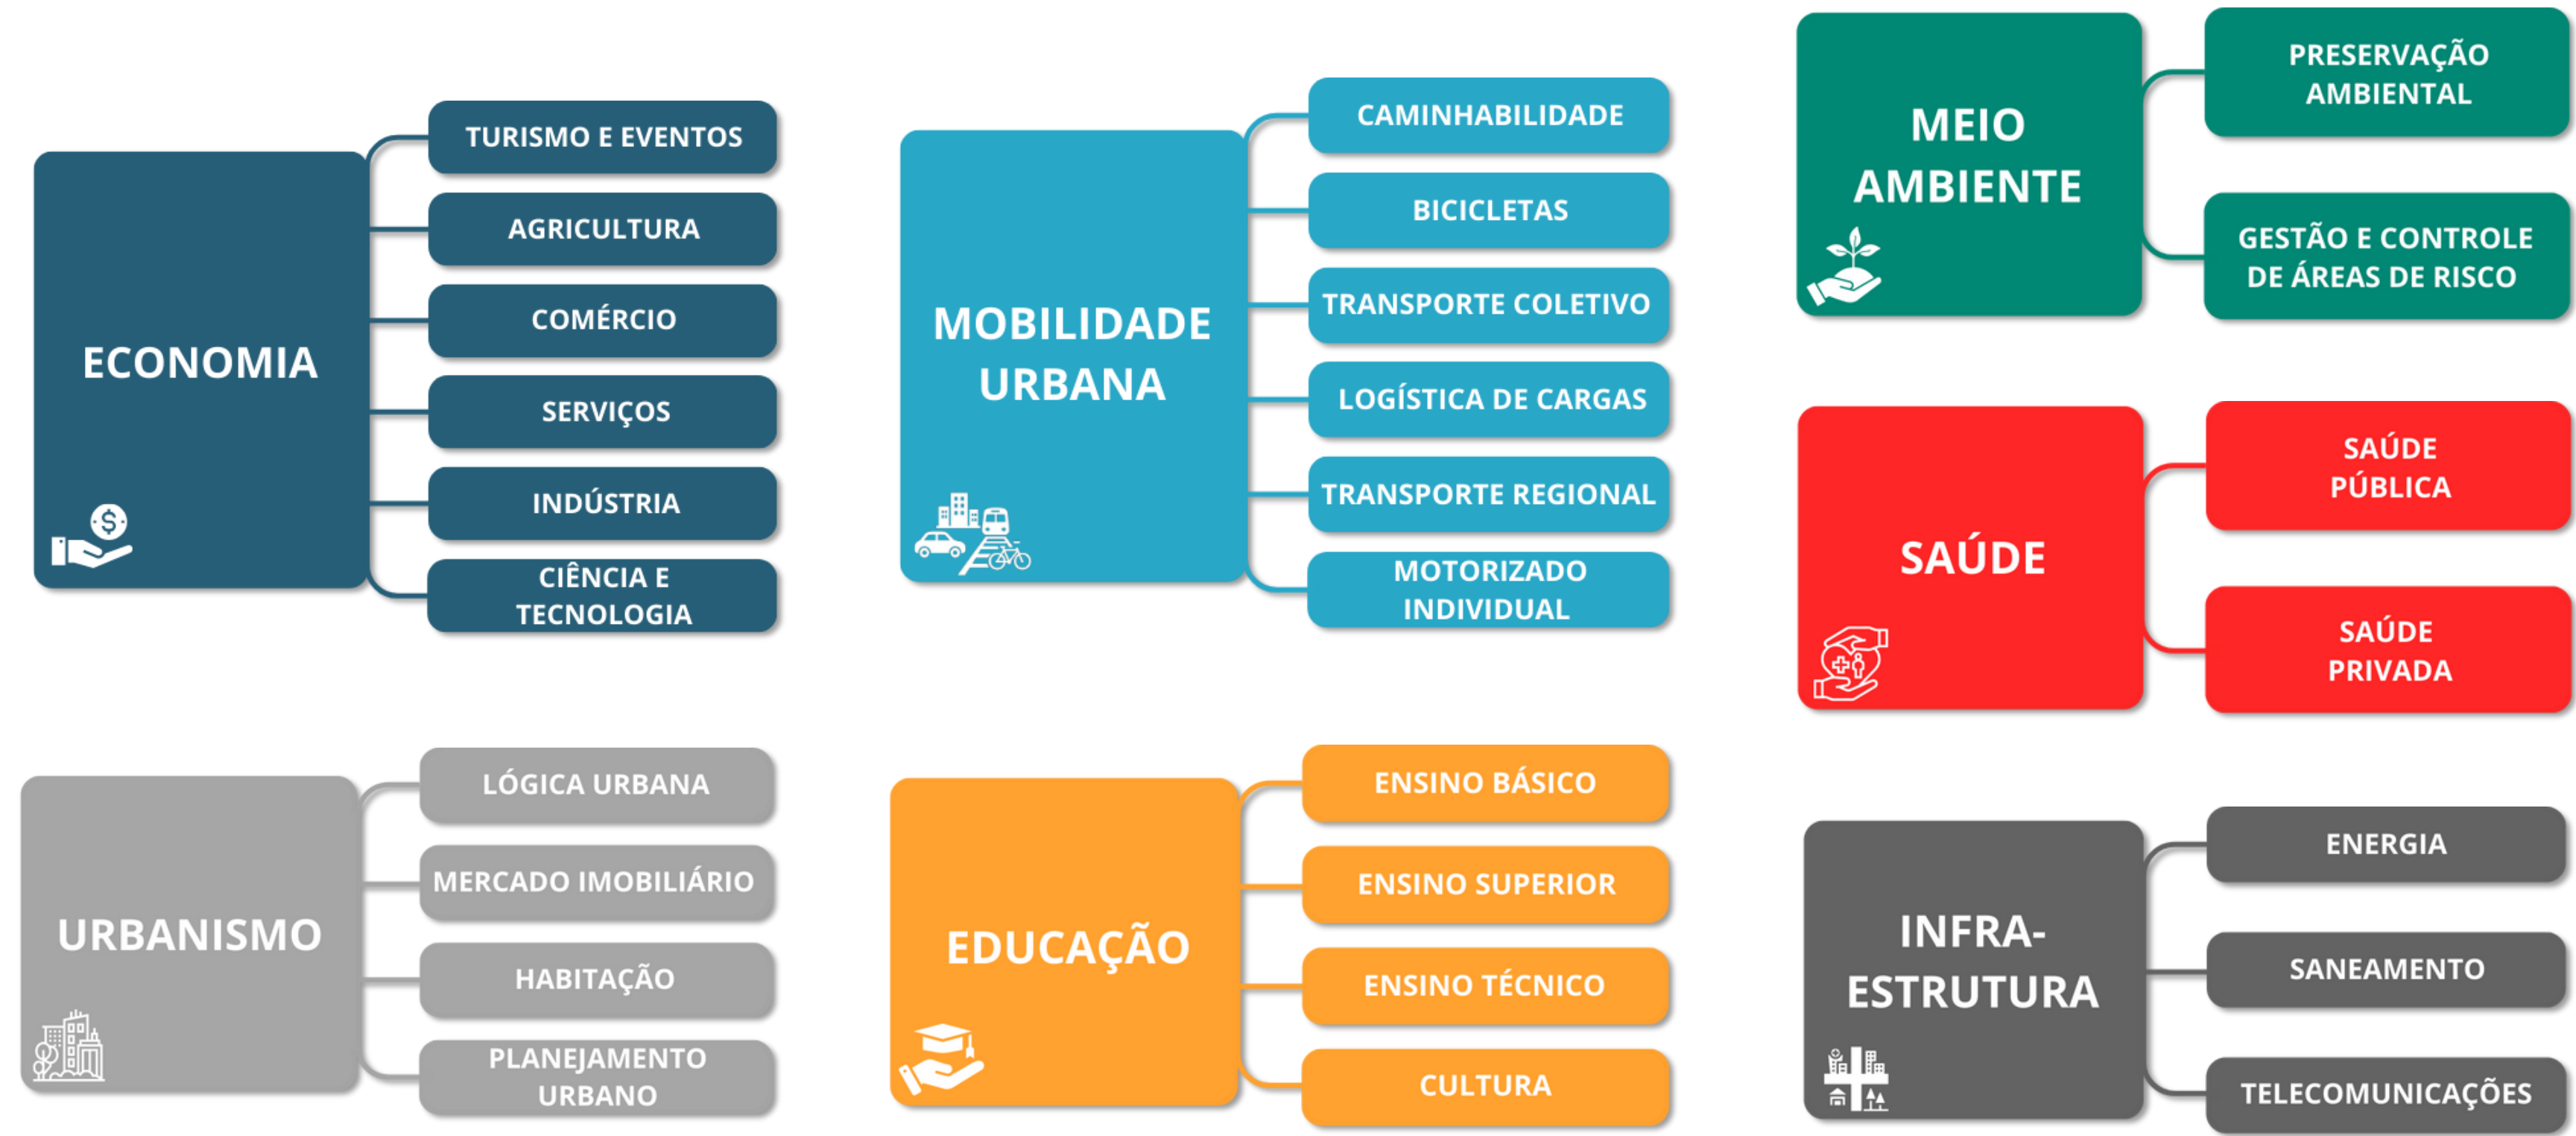 ECONOMIA
TURISMO E EVENTOS
AGRICULTURA
COMÉRCIO
SERVIÇOS
INDÚSTRIA
CIÊNCIA E
TECNOLOGIA
MOBILIDADE
URBANA
CAMINHABILIDADE
BICICLETAS
TRANSPORTE COLETIVO
LOGÍSTICA DE CARGAS
TRANSPORTE REGIONAL
MOTORIZADO
INDIVIDUAL
MEIO
AMBIENTE
PRESERVAÇÃO
AMBIENTAL
GESTÃO E CONTROLE
DE ÁREAS DE RISCO
SAÚDE
SAÚDE
PÚBLICA
SAÚDE
PRIVADA
URBANISMO
LÓGICA URBANA
MERCADO IMOBILIÁRIO
HABITAÇÃO
PLANEJAMENTO
URBANO
EDUCAÇÃO
ENSINO BÁSICO
ENSINO SUPERIOR
ENSINO TÉCNICO
CULTURA
INFRA-
ESTRUTURA
ENERGIA
SANEAMENTO
TELECOMUNICAÇÕES